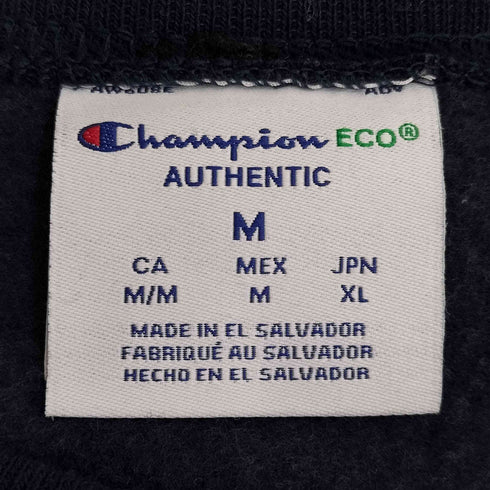 Champion ECO®
AUTHENTIC
M
CA MEX JPN
M/M M XL
MADE IN EL SALVADOR
FABRIQUÉ AU SALVADOR
HECHO EN EL SALVADOR